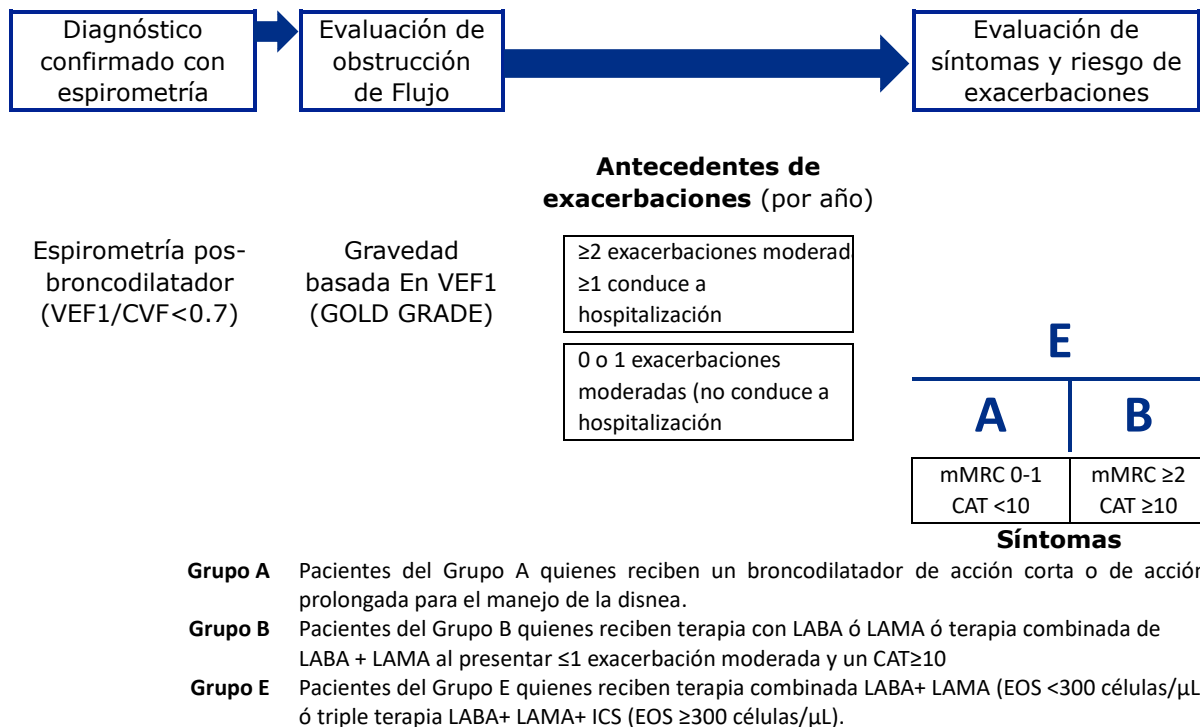 Diagnóstico
confirmado con
espirometría
Evaluación de
obstrucción
de Flujo
Evaluación de
síntomas y riesgo de
exacerbaciones
Antecedentes de
exacerbaciones (por año)
Espirometría pos-
broncodilatador
(VEF1/CVF<0.7)
Gravedad
basada En VEF1
(GOLD GRADE)
≥2 exacerbaciones moderad
≥1 conduce a
hospitalización
0 o 1 exacerbaciones
moderadas (no conduce a
hospitalización
E
A
B
mMRC 0-1
CAT <10
mMRC ≥2
CAT ≥10
Síntomas
Grupo A Pacientes del Grupo A quienes reciben un broncodilatador de acción corta o de acción
prolongada para el manejo de la disnea.
Grupo B Pacientes del Grupo B quienes reciben terapia con LABA ó LAMA ó terapia combinada de
LABA + LAMA al presentar ≤1 exacerbación moderada y un CAT≥10
Grupo E Pacientes del Grupo E quienes reciben terapia combinada LABA+ LAMA (EOS <300 células/µL
ó triple terapia LABA+ LAMA+ ICS (EOS ≥300 células/µL).